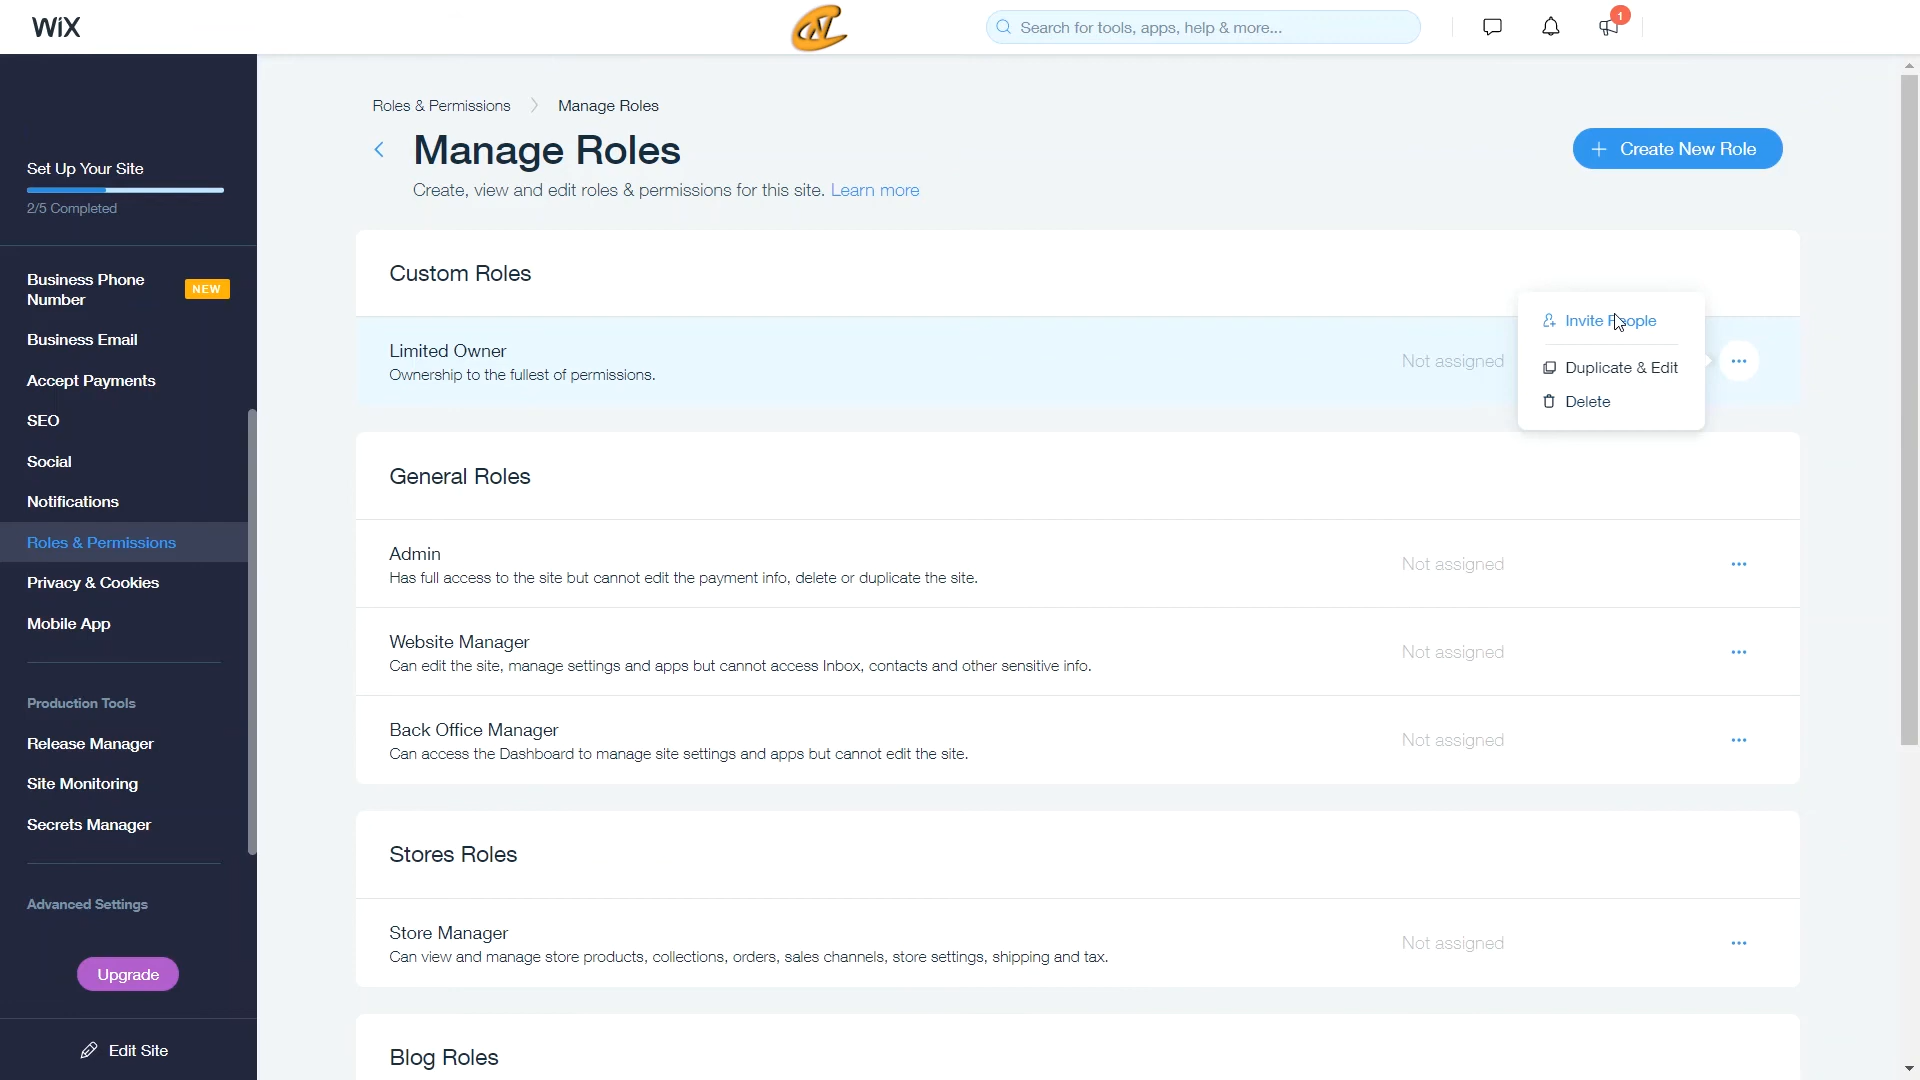 WiX
Search for tools, apps, help & more...
1
Set Up Your Site
2/5 Completed
Business Phone
Number
NEW
Business Email
Accept Payments
SEO
Social
Notifications
Roles & Permissions
Privacy & Cookies
Mobile App
Production Tools
Release Manager
Site Monitoring
Secrets Manager
Advanced Settings
Upgrade
Edit Site
Roles & Permissions > Manage Roles
Manage Roles
Create New Role
Create, view and edit roles & permissions for this site. Learn more
Custom Roles
Limited Owner
Ownership to the fullest of permissions.
Not assigned
Invite People
Duplicate & Edit
Delete
General Roles
Admin
Has full access to the site but cannot edit the payment info, delete or duplicate the site.
Not assigned
Website Manager
Can edit the site, manage settings and apps but cannot access Inbox, contacts and other sensitive info.
Not assigned
Back Office Manager
Can access the Dashboard to manage site settings and apps but cannot edit the site.
Not assigned
Stores Roles
Store Manager
Can view and manage store products, collections, orders, sales channels, store settings, shipping and tax.
Not assigned
Blog Roles